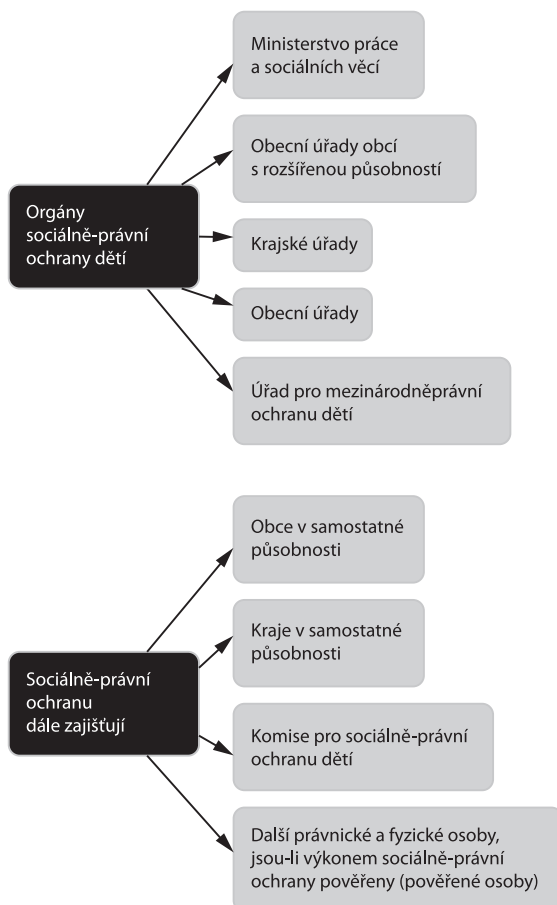 Orgány
sociálně-právní
ochrany dětí
Ministerstvo práce
a sociálních věcí
Obecní úřady obcí
s rozšířenou působností
Krajské úřady
Obecní úřady
Úřad pro mezinárodněprávní
ochranu dětí
Sociálně-právní
ochranu
dále zajišťují
Obce v samostatné
působnosti
Kraje v samostatné
působnosti
Komise pro sociálně-právní
ochranu dětí
Další právnické a fyzické osoby,
jsou-li výkonem sociálně-právní
ochrany pověřeny (pověřené osoby)